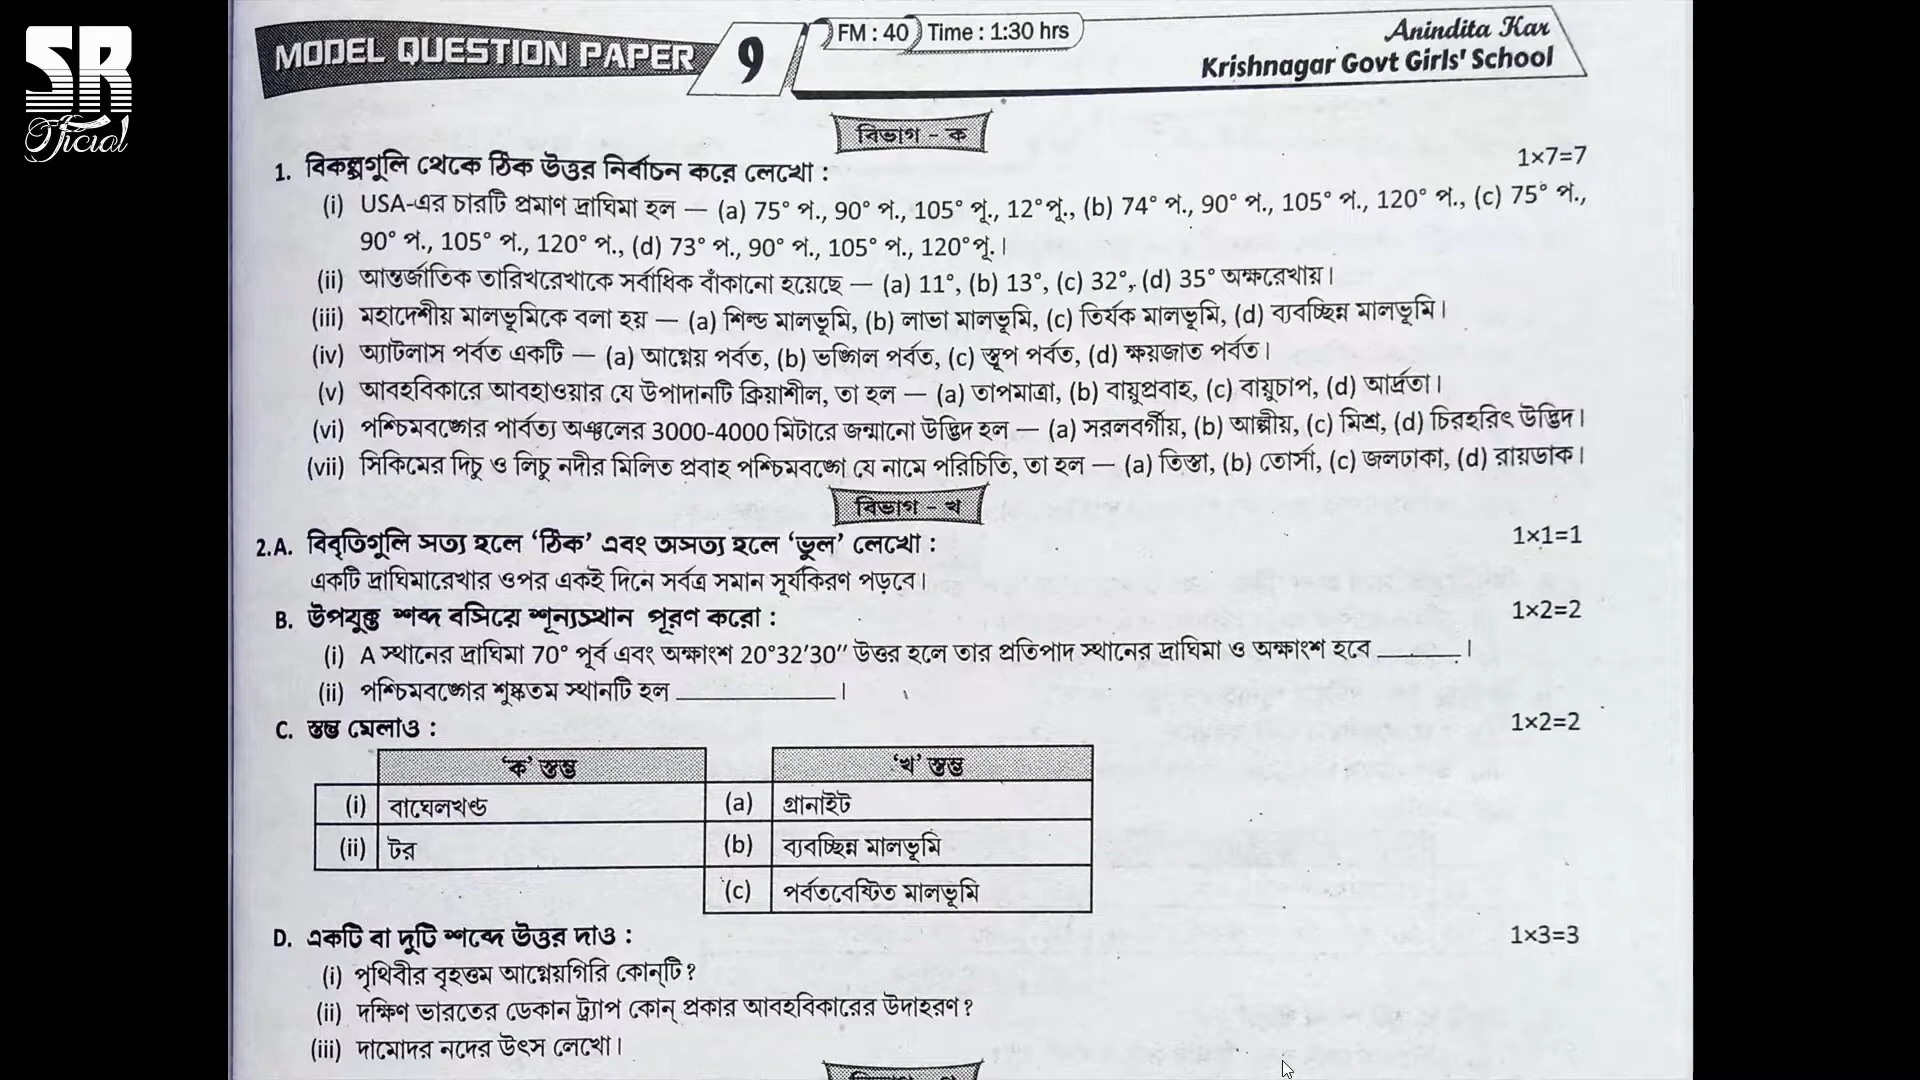 SR
Official
MODEL QUESTION PAPER 9 FM : 40 Time : 1:30 hrs Anindita Kar
Krishnagar Govt Girls' School
বিভাগ - ক
1. বিকল্পগুলি থেকে ঠিক উত্তর নির্বাচন করে লেখো : 1×7=7
(i) USA-এর চারটি প্রমাণ দ্রাঘিমা হল — (a) 75° প., 90° প., 105° পূ., 12°পূ., (b) 74° প., 90° প., 105° প., 120° প., (c) 75° প.,
90° প., 105° প., 120° প., (d) 73° প., 90° প., 105° প., 120°পূ.।
(ii) আন্তর্জাতিক তারিখরেখাকে সর্বাধিক বাঁকানো হয়েছে — (a) 11°, (b) 13°, (c) 32°, (d) 35° অক্ষরেখায়।
(iii) মহাদেশীয় মালভূমিকে বলা হয় — (a) শিল্ড মালভূমি, (b) লাভা মালভূমি, (c) তির্যক মালভূমি, (d) ব্যবচ্ছিন্ন মালভূমি।
(iv) অ্যাটলাস পর্বত একটি — (a) আগ্নেয় পর্বত, (b) ভঙ্গিল পর্বত, (c) স্তূপ পর্বত, (d) ক্ষয়জাত পর্বত।
(v) আবহবিকারে আবহাওয়ার যে উপাদানটি ক্রিয়াশীল, তা হল — (a) তাপমাত্রা, (b) বায়ুপ্রবাহ, (c) বায়ুচাপ, (d) আর্দ্রতা।
(vi) পশ্চিমবঙ্গের পার্বত্য অঞ্চলের 3000-4000 মিটারে জন্মানো উদ্ভিদ হল — (a) সরলবর্গীয়, (b) আল্পীয়, (c) মিশ্র, (d) চিরহরিৎ উদ্ভিদ।
(vii) সিকিমের দিচু ও লিচু নদীর মিলিত প্রবাহ পশ্চিমবঙ্গে যে নামে পরিচিতি, তা হল — (a) তিস্তা, (b) তোর্সা, (c) জলঢাকা, (d) রায়ডাক।
বিভাগ - খ
2.A. বিবৃতিগুলি সত্য হলে ‘ঠিক’ এবং অসত্য হলে ‘ভুল’ লেখো : 1×1=1
একটি দ্রাঘিমারেখার ওপর একই দিনে সর্বত্র সমান সূর্যকিরণ পড়বে।
B. উপযুক্ত শব্দ বসিয়ে শূন্যস্থান পূরণ করো : 1×2=2
(i) A স্থানের দ্রাঘিমা 70° পূর্ব এবং অক্ষাংশ 20°32′30″ উত্তর হলে তার প্রতিপাদ স্থানের দ্রাঘিমা ও অক্ষাংশ হবে ________।
(ii) পশ্চিমবঙ্গের শুষ্কতম স্থানটি হল ______________।
C. স্তম্ভ মেলাও : 1×2=2
‘ক’ স্তম্ভ ‘খ’ স্তম্ভ
(i) বাঘেলখণ্ড (a) গ্রানাইট
(ii) টর (b) ব্যবচ্ছিন্ন মালভূমি
(c) পর্বতবেষ্টিত মালভূমি
D. একটি বা দুটি শব্দে উত্তর দাও : 1×3=3
(i) পৃথিবীর বৃহত্তম আগ্নেয়গিরি কোন্‌টি?
(ii) দক্ষিণ ভারতের ডেকান ট্র্যাপ কোন্ প্রকার আবহবিকারের উদাহরণ?
(iii) দামোদর নদের উৎস লেখো।